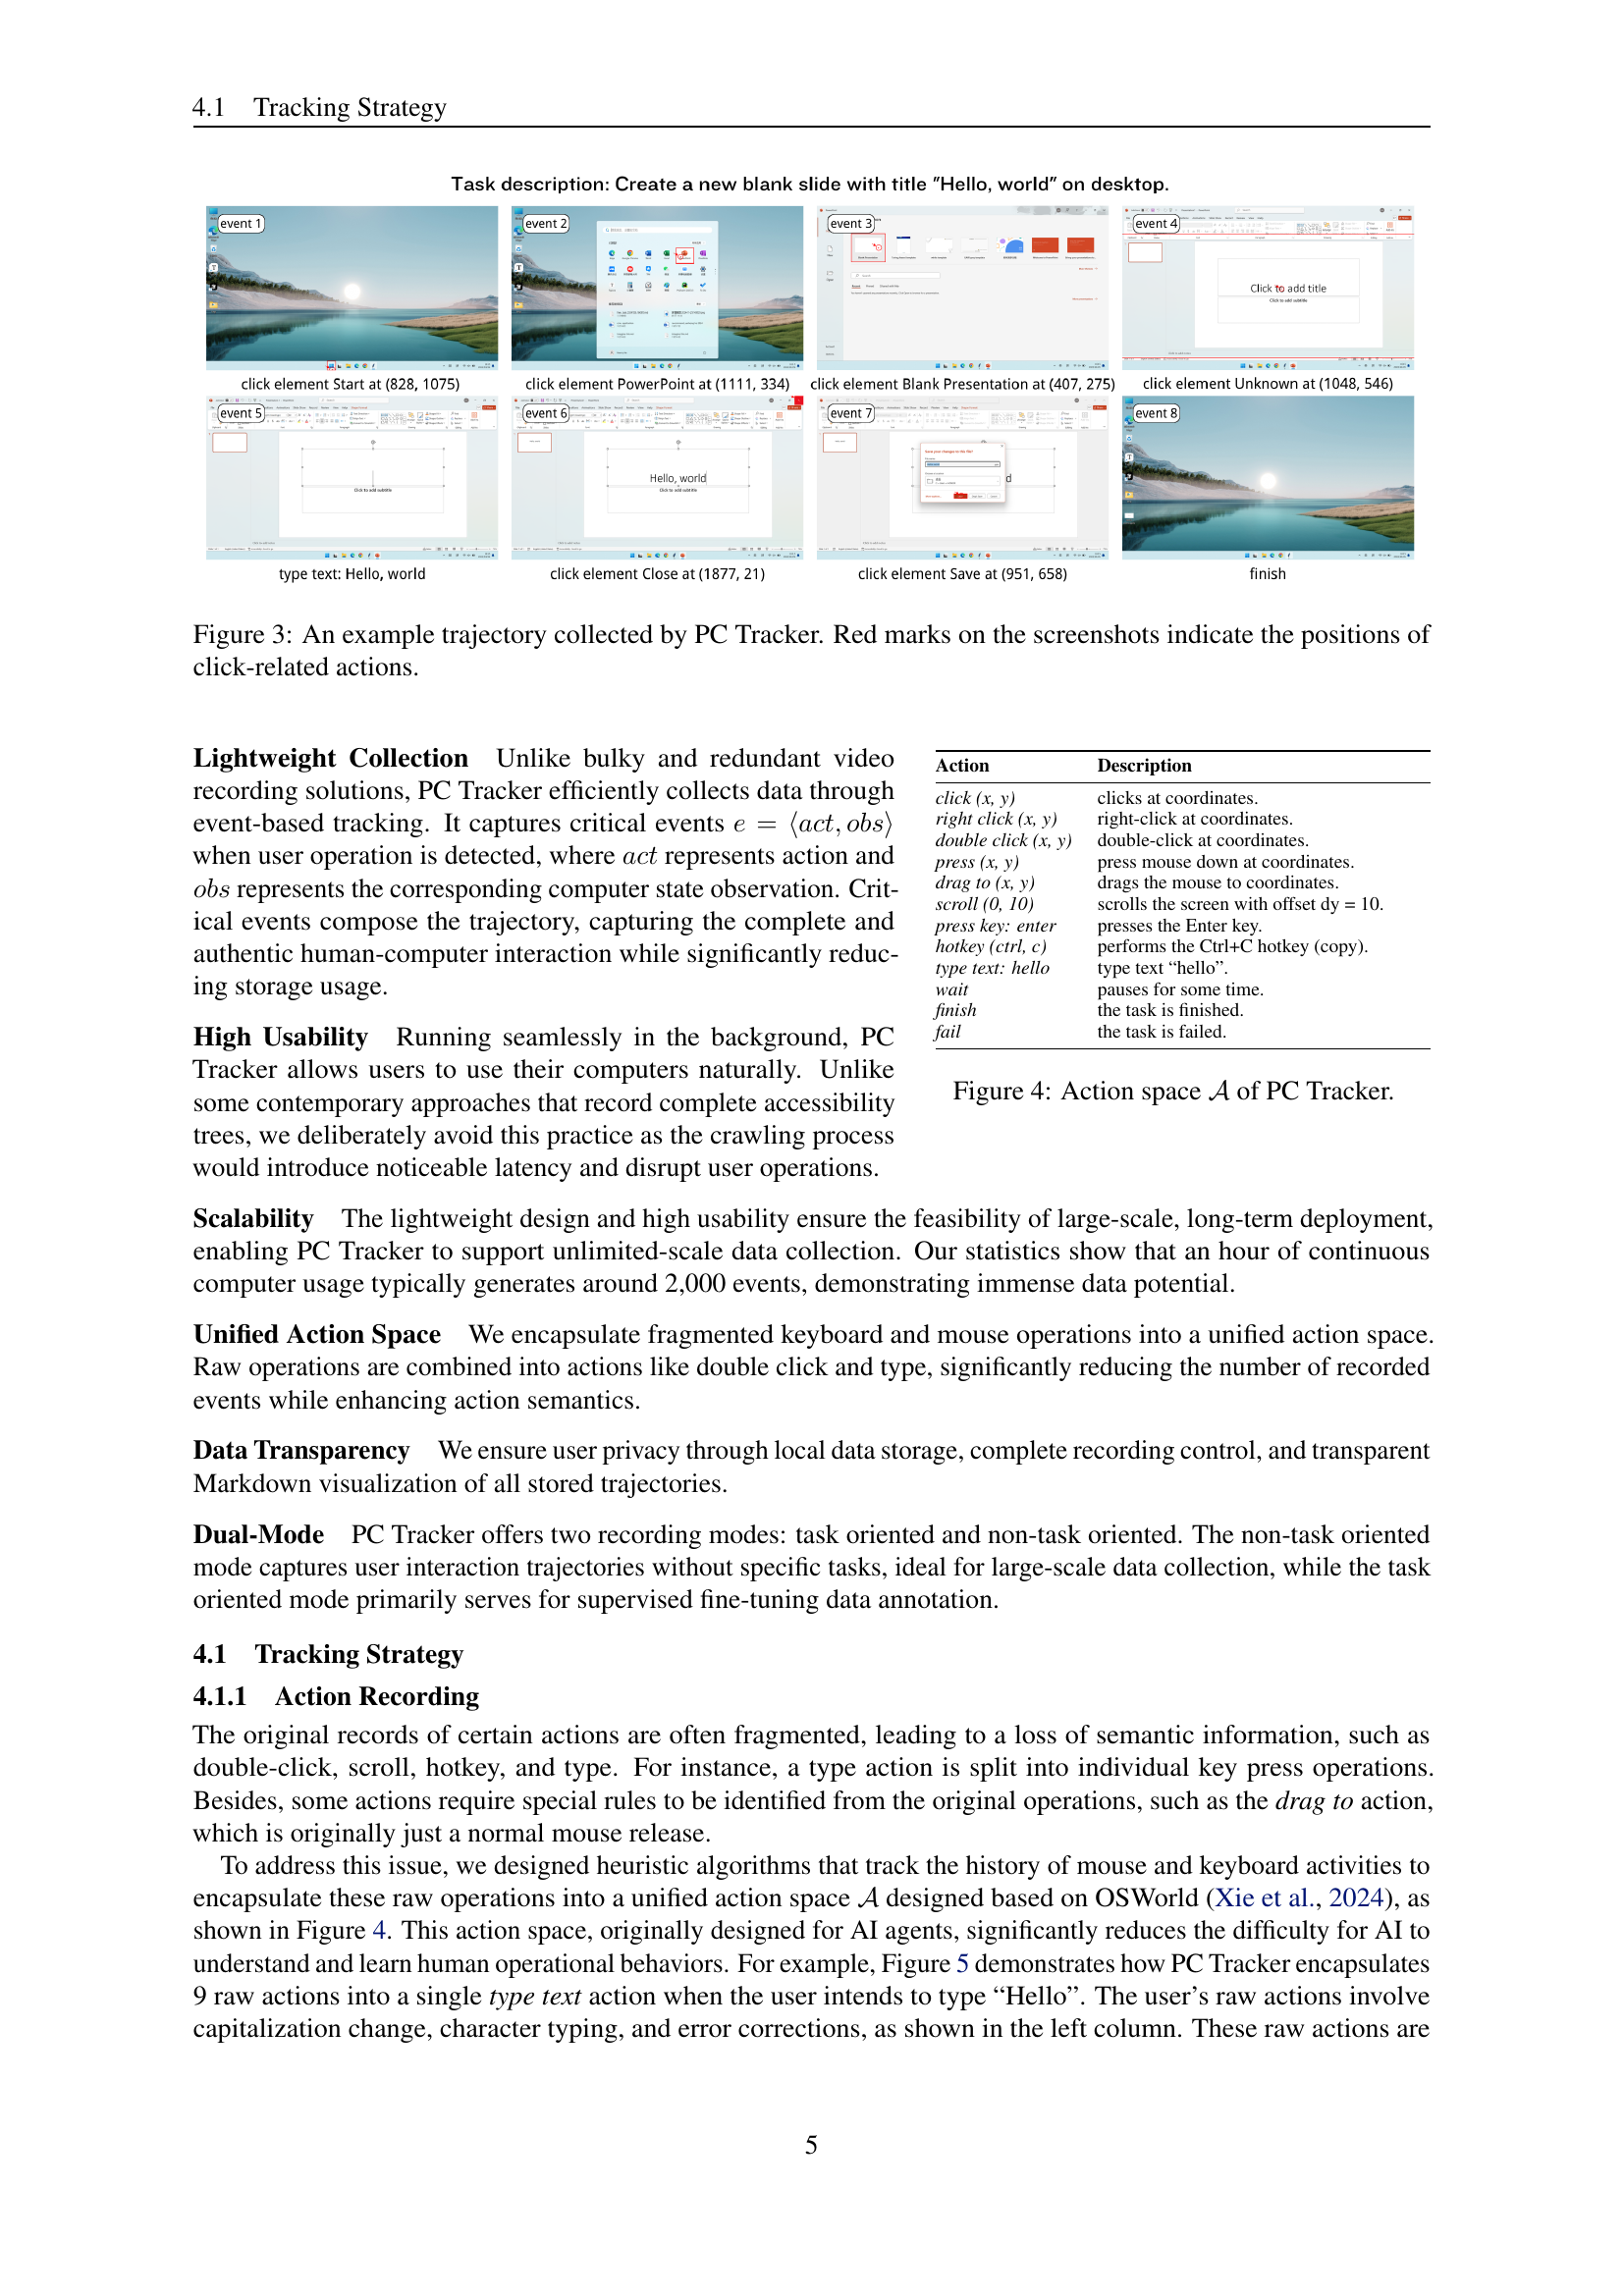 4.1 Tracking Strategy
Task description: Create a new blank slide with title "Hello, world" on desktop.
event 1
event 2
event 3
event 4
Click to add title
Click to add subtitle
click element Start at (828, 1075)
click element PowerPoint at (1111, 334)
click element Blank Presentation at (407, 275)
click element Unknown at (1048, 546)
event 5
event 6
event 7
event 8
Click to add subtitle
Hello, world
Click to add subtitle
type text: Hello, world
click element Close at (1877, 21)
click element Save at (951, 658)
finish
Figure 3: An example trajectory collected by PC Tracker. Red marks on the screenshots indicate the positions of
click-related actions.
Lightweight Collection Unlike bulky and redundant video
recording solutions, PC Tracker efficiently collects data through
event-based tracking. It captures critical events e = ⟨act, obs⟩
when user operation is detected, where act represents action and
obs represents the corresponding computer state observation. Crit-
ical events compose the trajectory, capturing the complete and
authentic human-computer interaction while significantly reduc-
ing storage usage.
High Usability Running seamlessly in the background, PC
Tracker allows users to use their computers naturally. Unlike
some contemporary approaches that record complete accessibility
trees, we deliberately avoid this practice as the crawling process
would introduce noticeable latency and disrupt user operations.
Action Description
click (x, y) clicks at coordinates.
right click (x, y) right-click at coordinates.
double click (x, y) double-click at coordinates.
press (x, y) press mouse down at coordinates.
drag to (x, y) drags the mouse to coordinates.
scroll (0, 10) scrolls the screen with offset dy = 10.
press key: enter presses the Enter key.
hotkey (ctrl, c) performs the Ctrl+C hotkey (copy).
type text: hello type text “hello”.
wait pauses for some time.
finish the task is finished.
fail the task is failed.
Figure 4: Action space 𝒜 of PC Tracker.
Scalability The lightweight design and high usability ensure the feasibility of large-scale, long-term deployment,
enabling PC Tracker to support unlimited-scale data collection. Our statistics show that an hour of continuous
computer usage typically generates around 2,000 events, demonstrating immense data potential.
Unified Action Space We encapsulate fragmented keyboard and mouse operations into a unified action space.
Raw operations are combined into actions like double click and type, significantly reducing the number of recorded
events while enhancing action semantics.
Data Transparency We ensure user privacy through local data storage, complete recording control, and transparent
Markdown visualization of all stored trajectories.
Dual-Mode PC Tracker offers two recording modes: task oriented and non-task oriented. The non-task oriented
mode captures user interaction trajectories without specific tasks, ideal for large-scale data collection, while the task
oriented mode primarily serves for supervised fine-tuning data annotation.
4.1 Tracking Strategy
4.1.1 Action Recording
The original records of certain actions are often fragmented, leading to a loss of semantic information, such as
double-click, scroll, hotkey, and type. For instance, a type action is split into individual key press operations.
Besides, some actions require special rules to be identified from the original operations, such as the drag to action,
which is originally just a normal mouse release.
To address this issue, we designed heuristic algorithms that track the history of mouse and keyboard activities to
encapsulate these raw operations into a unified action space 𝒜 designed based on OSWorld (Xie et al., 2024), as
shown in Figure 4. This action space, originally designed for AI agents, significantly reduces the difficulty for AI to
understand and learn human operational behaviors. For example, Figure 5 demonstrates how PC Tracker encapsulates
9 raw actions into a single type text action when the user intends to type “Hello”. The user’s raw actions involve
capitalization change, character typing, and error corrections, as shown in the left column. These raw actions are
5